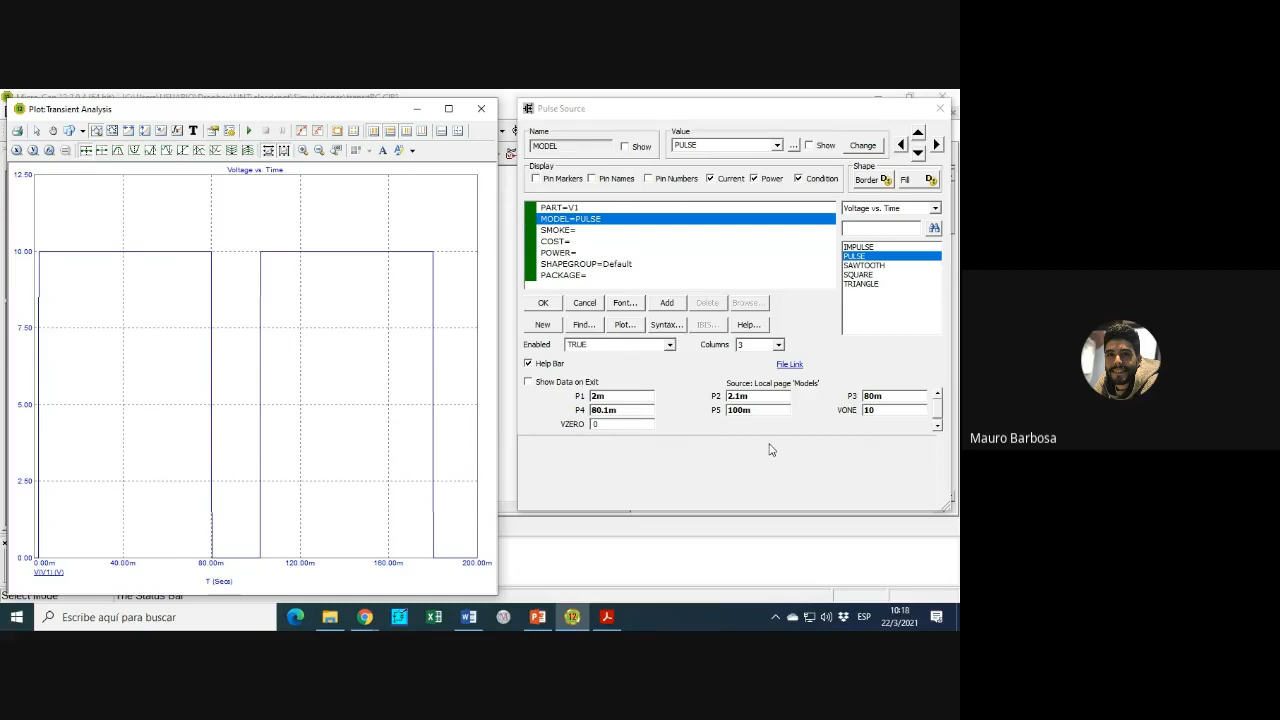 Plot:Transient Analysis
T
A
Voltage vs. Time
12.50
10.00
7.50
5.00
2.50
0.00
0.00m 40.00m 80.00m 120.00m 160.00m 200.00m
V(V1) (V)
T (Secs)
Pulse Source
Name
MODEL
Show
Value
PULSE
...
Show
Change
Display
Pin Markers
Pin Names
Pin Numbers
Current
Power
Condition
Shape
Border
Fill
PART=V1
MODEL=PULSE
SMOKE=
COST=
POWER=
SHAPEGROUP=Default
PACKAGE=
Voltage vs. Time
IMPULSE
PULSE
SAWTOOTH
SQUARE
TRIANGLE
OK Cancel Font... Add Delete Browse...
New Find... Plot... Syntax... IBIS... Help...
Enabled TRUE Columns 3
Help Bar
File Link
Show Data on Exit
Source: Local page 'Models'
P1 2m P2 2.1m P3 80m
P4 80.1m P5 100m VONE 10
VZERO 0
Select Mode
The Status Bar
Escribe aquí para buscar
12
ESP
10:18
22/3/2021
Mauro Barbosa